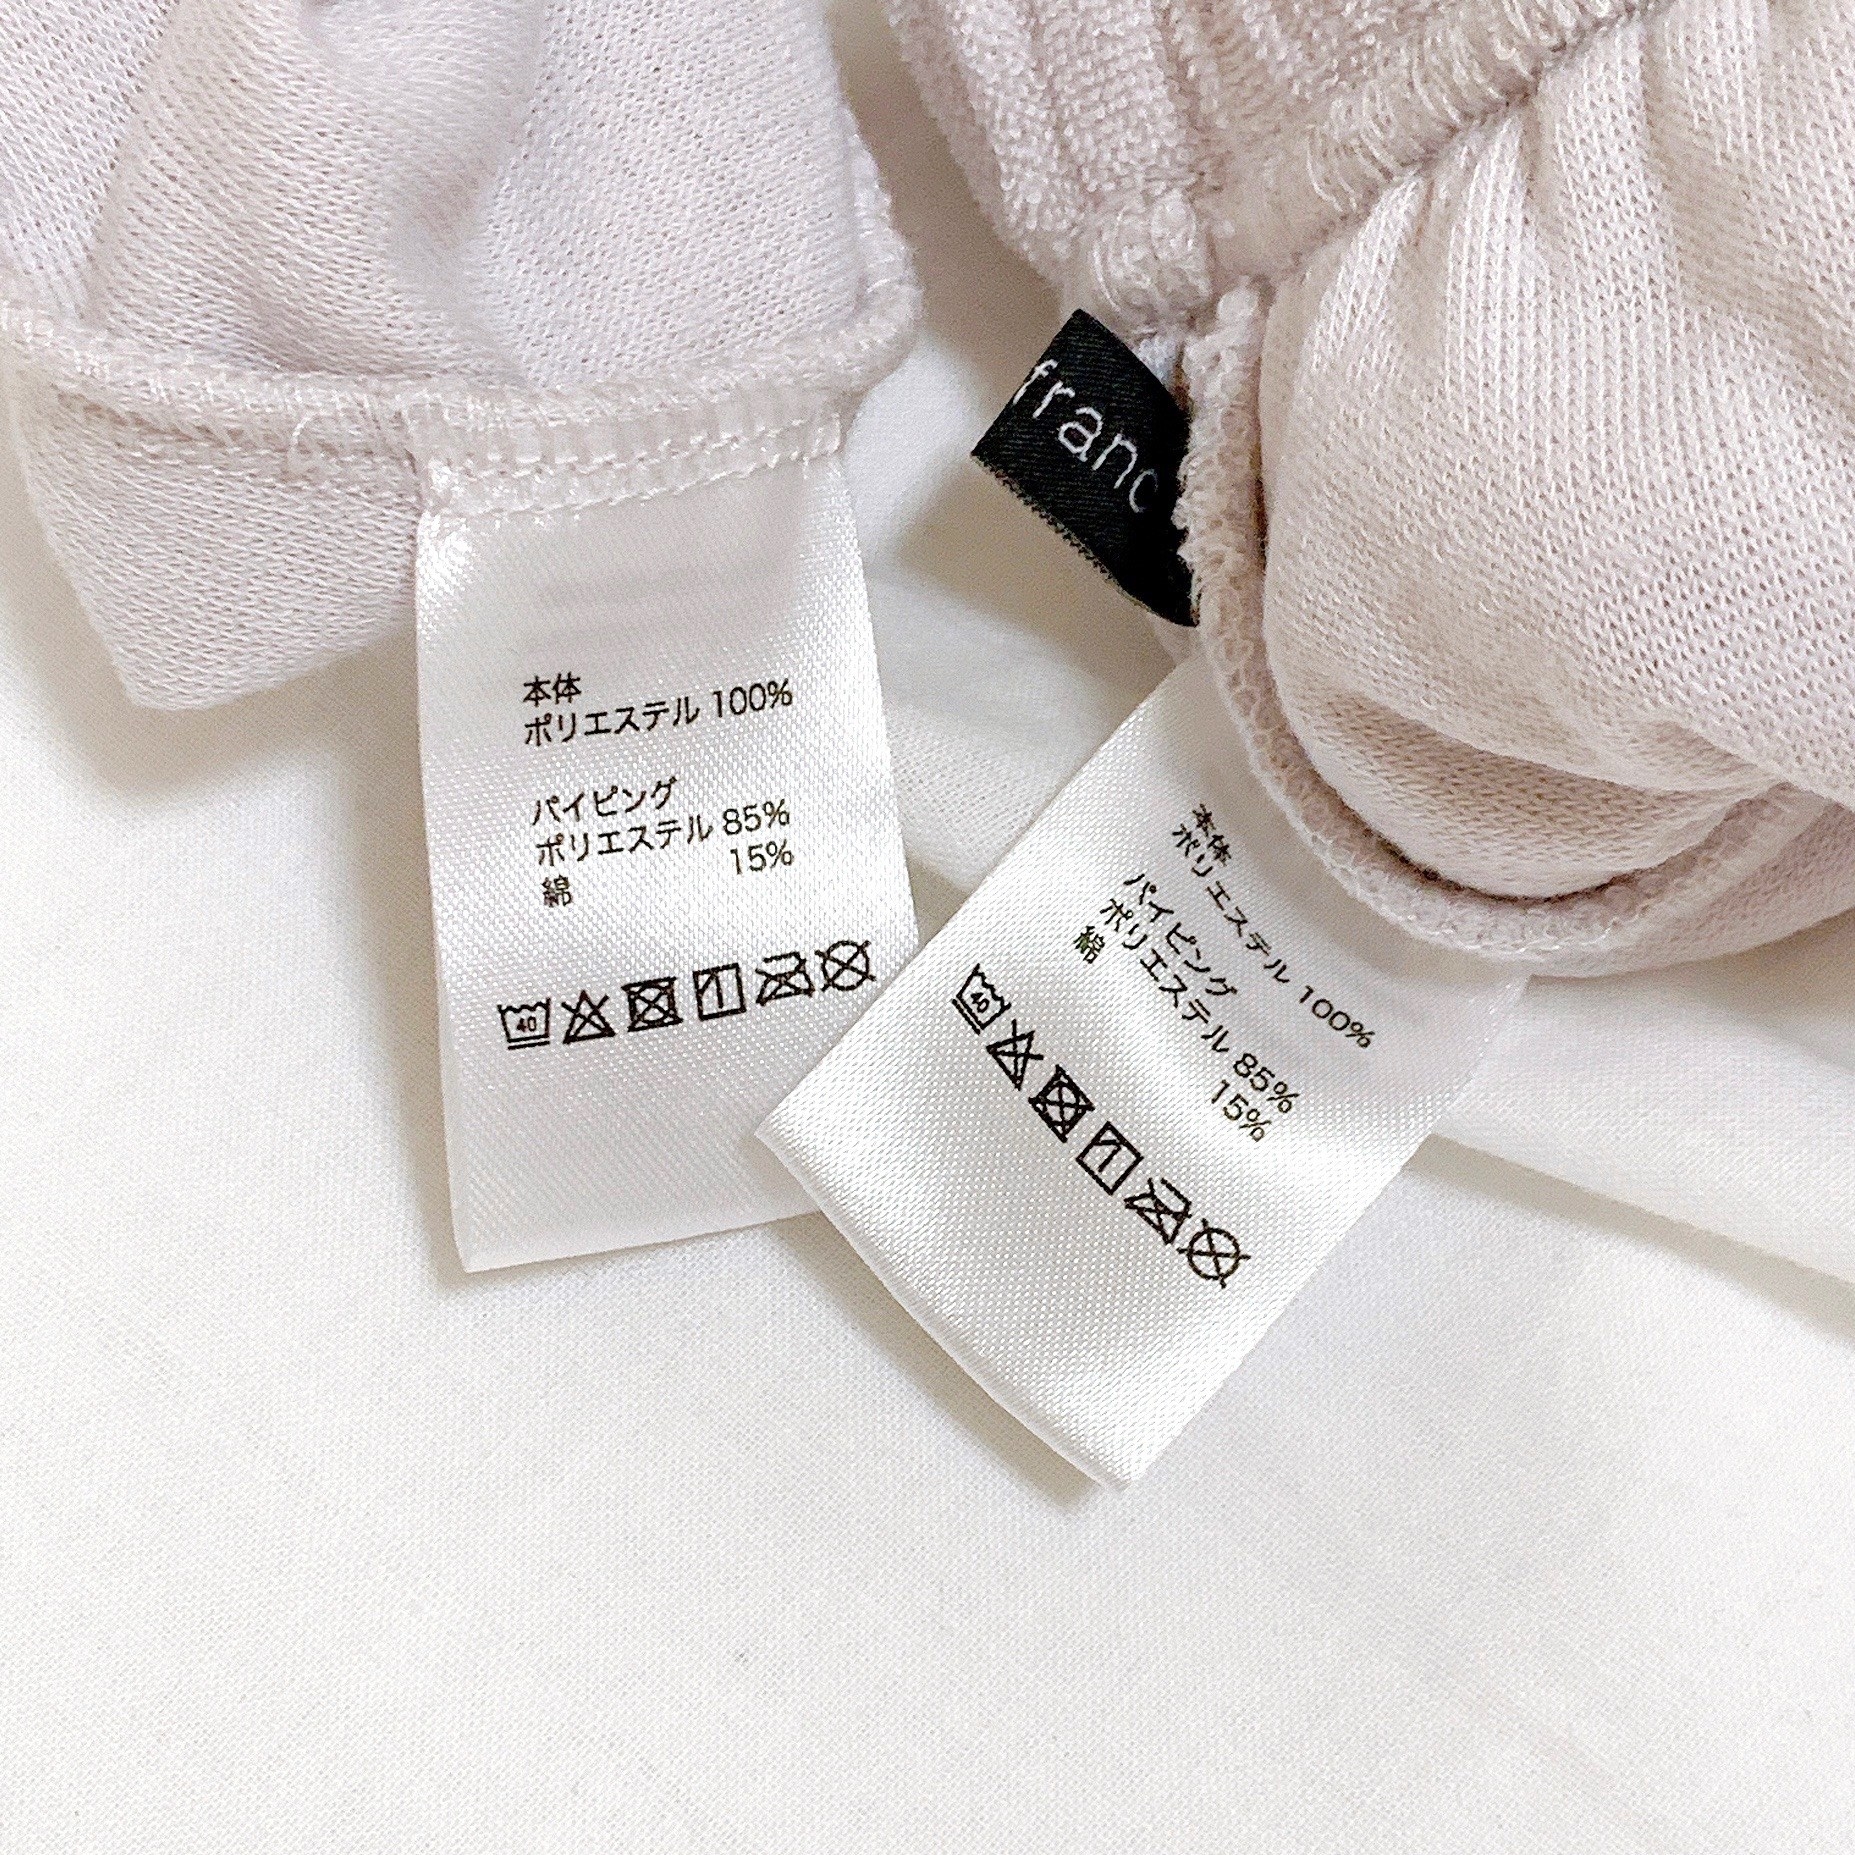 本体
ポリエステル 100%
パイピング
ポリエステル 85%
綿 15%
40
franc
本体
ポリエステル 100%
パイピング
ポリエステル 85%
綿 15%
40